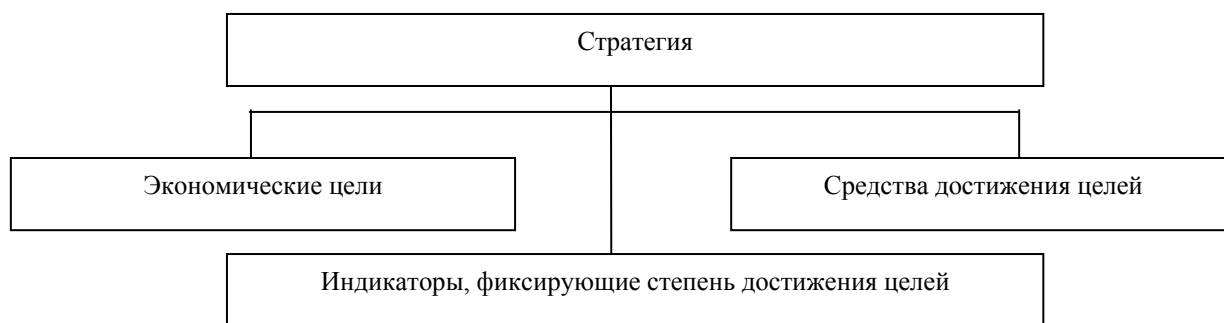 Стратегия
Экономические цели
Средства достижения целей
Индикаторы, фиксирующие степень достижения целей